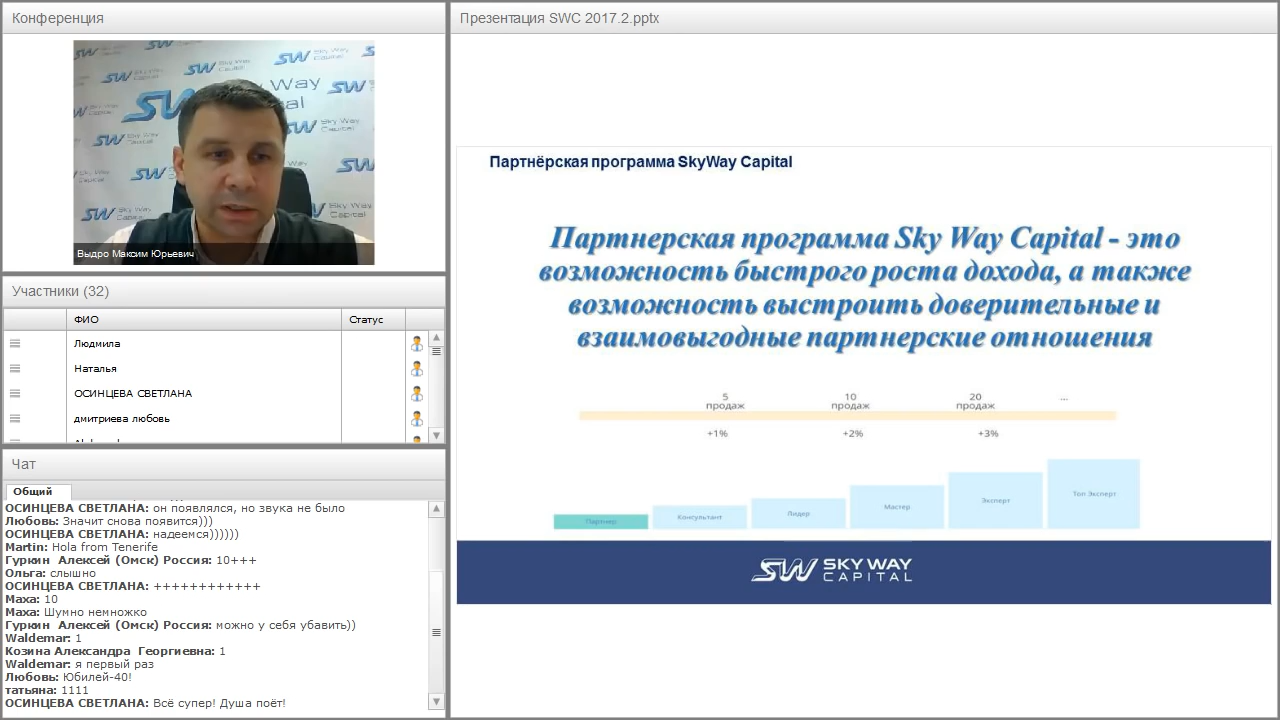 Конференция
SW Sky Way Capital
Выдро Максим Юрьевич
Участники (32)
ФИО
Статус
Людмила
Наталья
ОСИНЦЕВА СВЕТЛАНА
дмитриева любовь
Чат
Общий
ОСИНЦЕВА СВЕТЛАНА: он появлялся, но звука не было
Любовь: Значит снова появится)))
ОСИНЦЕВА СВЕТЛАНА: надеемся))))))
Martin: Hola from Tenerife
Гуркин Алексей (Омск) Россия: 10+++
Ольга: слышно
ОСИНЦЕВА СВЕТЛАНА: ++++++++++++
Маха: 10
Маха: Шумно немножко
Гуркин Алексей (Омск) Россия: можно у себя убавить))
Waldemar: 1
Козина Александра Георгиевна: 1
Waldemar: я первый раз
Любовь: Юбилей-40!
татьяна: 1111
ОСИНЦЕВА СВЕТЛАНА: Всё супер! Душа поёт!
Презентация SWC 2017.2.pptx
Партнёрская программа SkyWay Capital
Партнерская программа Sky Way Capital - это
возможность быстрого роста дохода, а также
возможность выстроить доверительные и
взаимовыгодные партнерские отношения
5 продаж
10 продаж
20 продаж
...
+1%
+2%
+3%
Партнер
Консультант
Лидер
Мастер
Эксперт
Топ Эксперт
SW SKY WAY
CAPITAL